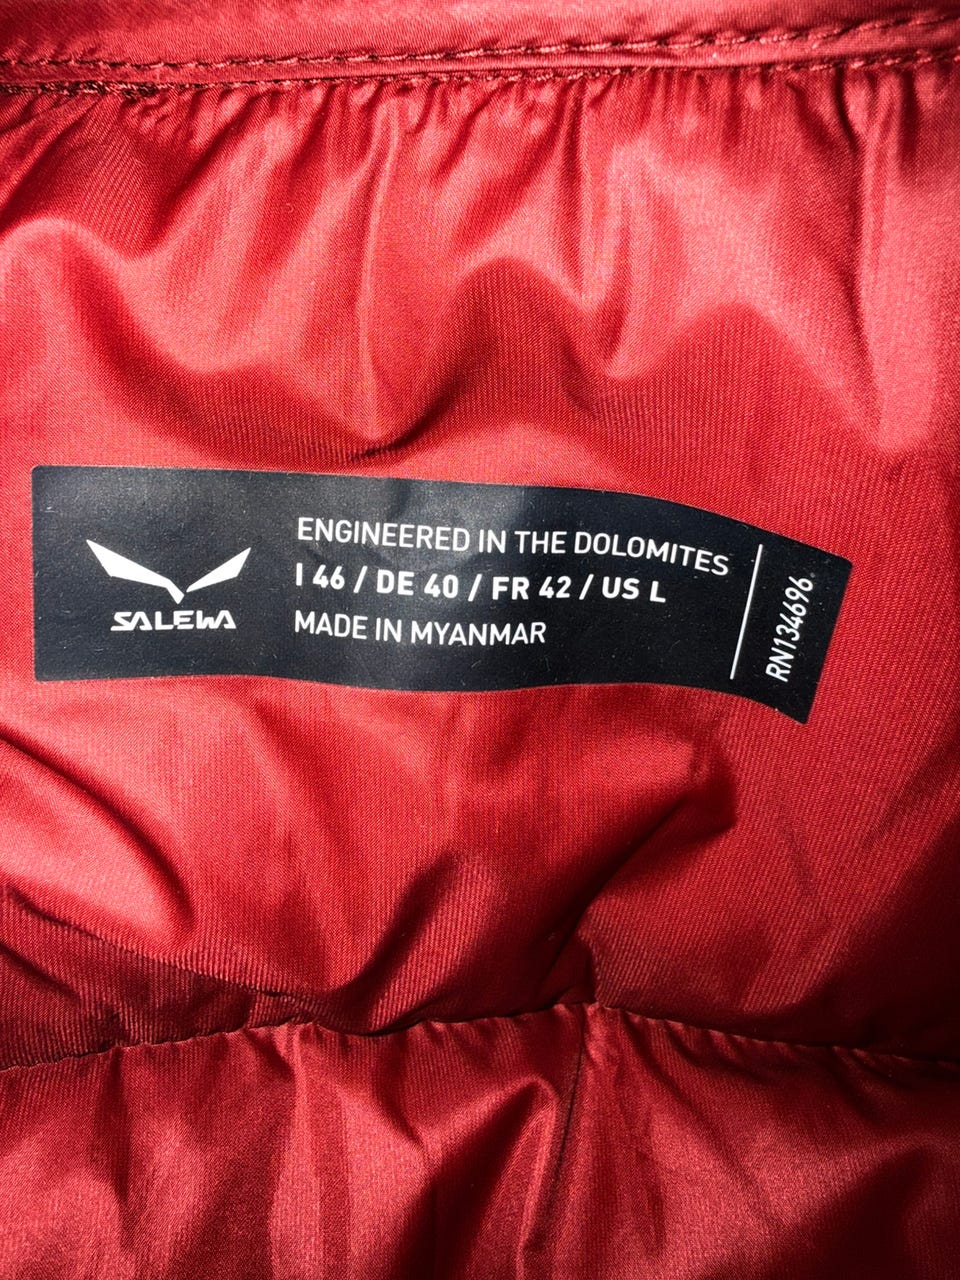 SALEWA
ENGINEERED IN THE DOLOMITES
I 46 / DE 40 / FR 42 / US L
MADE IN MYANMAR
RN134696